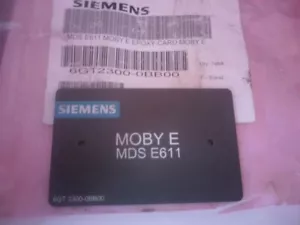 SIEMENS
MDS E611 MOBY E EPOXY-CARD MOBY E
6GT2300-0BB00
SIEMENS
MOBY E
MDS E611
6GT 2300-0BB00